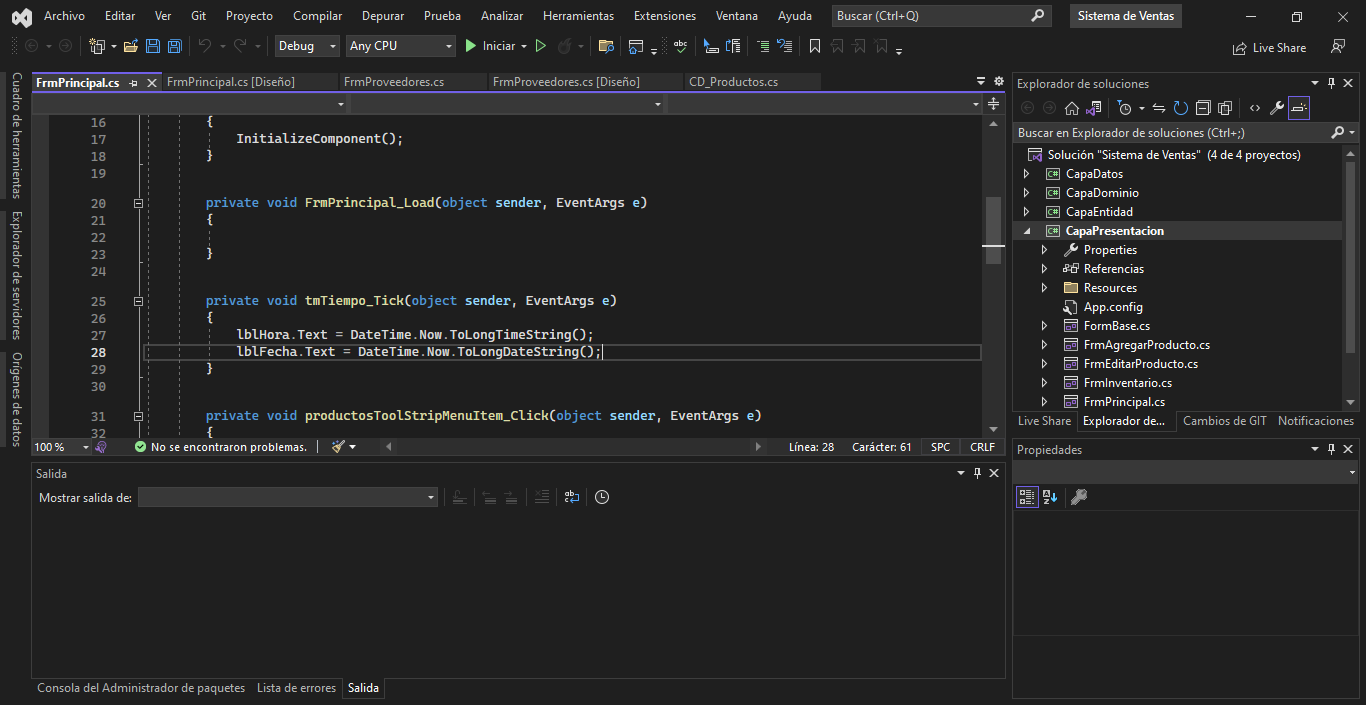 Archivo Editar Ver Git Proyecto Compilar Depurar Prueba Analizar Herramientas Extensiones Ventana Ayuda Buscar (Ctrl+Q) Sistema de Ventas
Debug Any CPU Iniciar Live Share
Cuadro de herramientas
Explorador de servidores
Orígenes de datos
FrmPrincipal.cs FrmPrincipal.cs [Diseño] FrmProveedores.cs FrmProveedores.cs [Diseño] CD_Productos.cs
16 {
17 InitializeComponent();
18 }
19
20 private void FrmPrincipal_Load(object sender, EventArgs e)
21 {
22
23 }
24
25 private void tmTiempo_Tick(object sender, EventArgs e)
26 {
27 lblHora.Text = DateTime.Now.ToLongTimeString();
28 lblFecha.Text = DateTime.Now.ToLongDateString();
29 }
30
31 private void productosToolStripMenuItem_Click(object sender, EventArgs e)
32 {
100 % No se encontraron problemas. Línea: 28 Carácter: 61 SPC CRLF
Salida
Mostrar salida de:
Consola del Administrador de paquetes Lista de errores Salida
Explorador de soluciones
Buscar en Explorador de soluciones (Ctrl+;)
Solución "Sistema de Ventas" (4 de 4 proyectos)
C# CapaDatos
C# CapaDominio
C# CapaEntidad
C# CapaPresentacion
Properties
Referencias
Resources
App.config
FormBase.cs
FrmAgregarProducto.cs
FrmEditarProducto.cs
FrmInventario.cs
FrmPrincipal.cs
Live Share Explorador de... Cambios de GIT Notificaciones
Propiedades